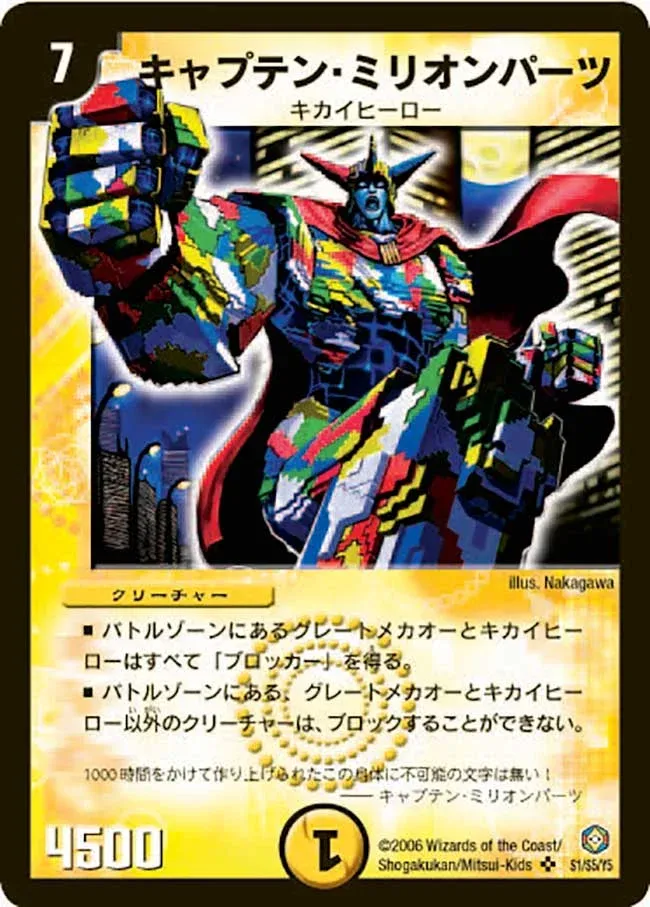 7
キャプテン・ミリオンパーツ
キカイヒーロー
illus. Nakagawa
クリーチャー
■ バトルゾーンにあるグレートメカオーとキカイヒー
ローはすべて「ブロッカー」を得る。
■ バトルゾーンにある、グレートメカオーとキカイヒー
ロー以外のクリーチャーは、ブロックすることができない。
1000時間をかけて作り上げられたこの身体に不可能の文字は無い！
―― キャプテン・ミリオンパーツ
4500
1
©2006 Wizards of the Coast/
Shogakukan/Mitsui-Kids
S1/S5/Y5